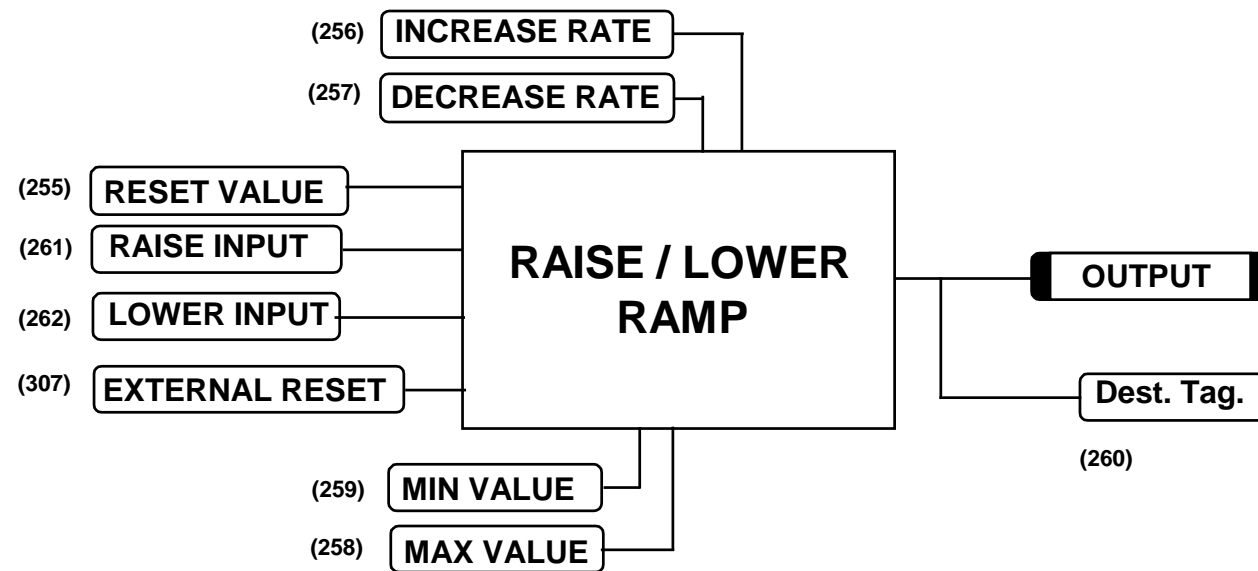 (256) INCREASE RATE
(257) DECREASE RATE
(255) RESET VALUE
(261) RAISE INPUT
(262) LOWER INPUT
(307) EXTERNAL RESET
RAISE / LOWER
RAMP
OUTPUT
Dest. Tag.
(260)
(259) MIN VALUE
(258) MAX VALUE